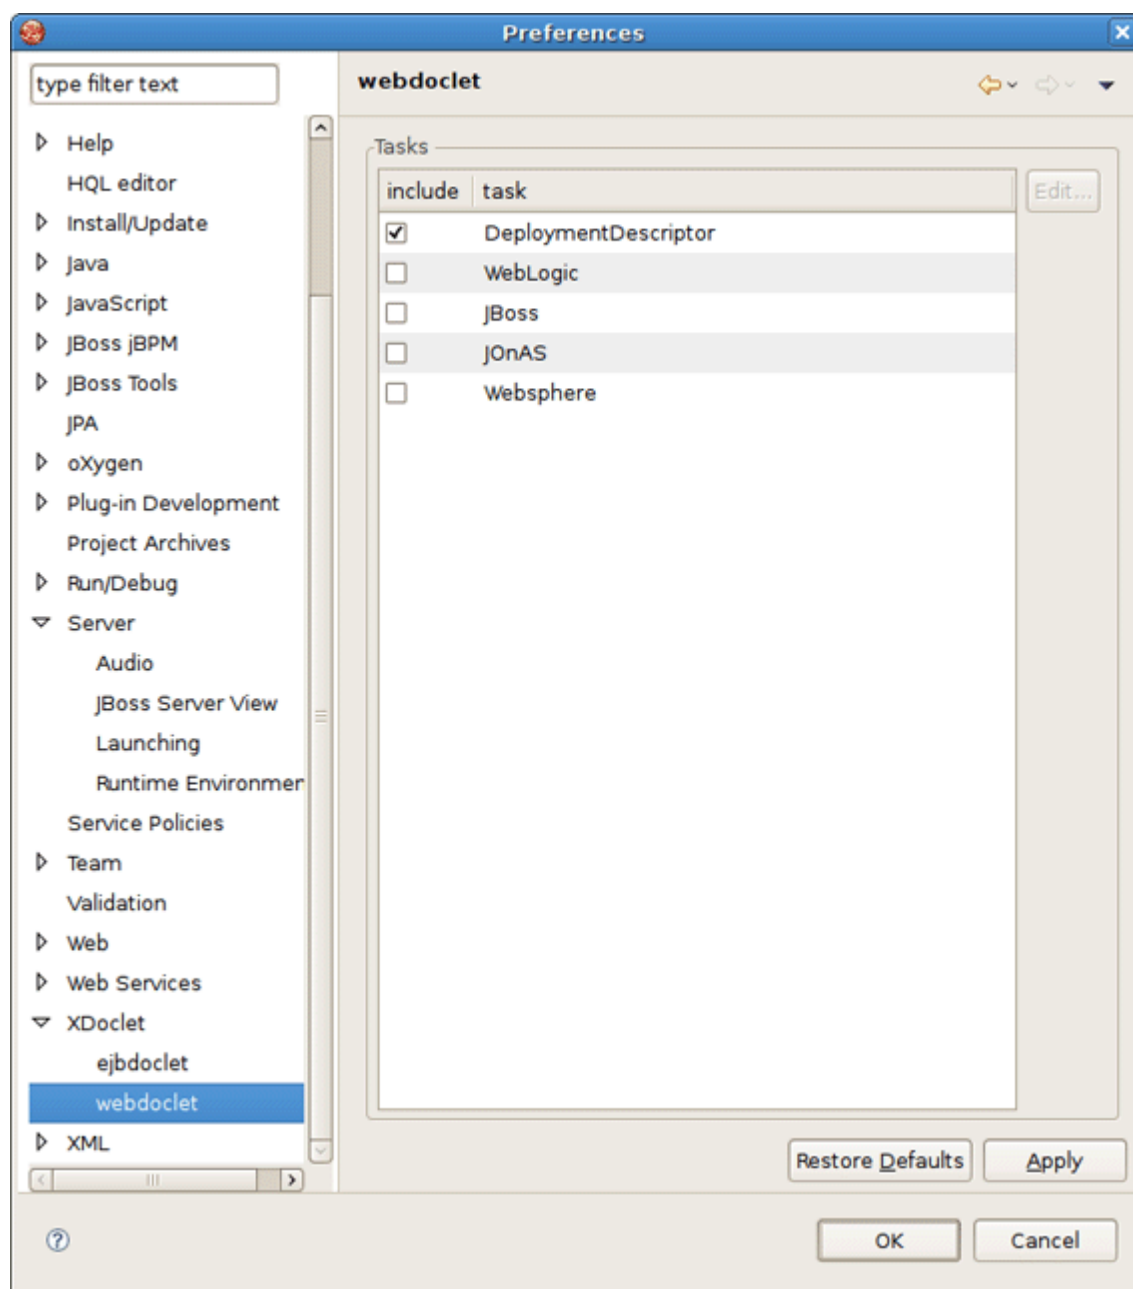 Preferences
type filter text
webdoclet
Help
HQL editor
Install/Update
Java
JavaScript
JBoss jBPM
JBoss Tools
JPA
oXygen
Plug-in Development
Project Archives
Run/Debug
Server
Audio
JBoss Server View
Launching
Runtime Environmen
Service Policies
Team
Validation
Web
Web Services
XDoclet
ejbdoclet
webdoclet
XML
Tasks
include task
Edit...
DeploymentDescriptor
WebLogic
JBoss
JOnAS
Websphere
Restore Defaults
Apply
OK
Cancel